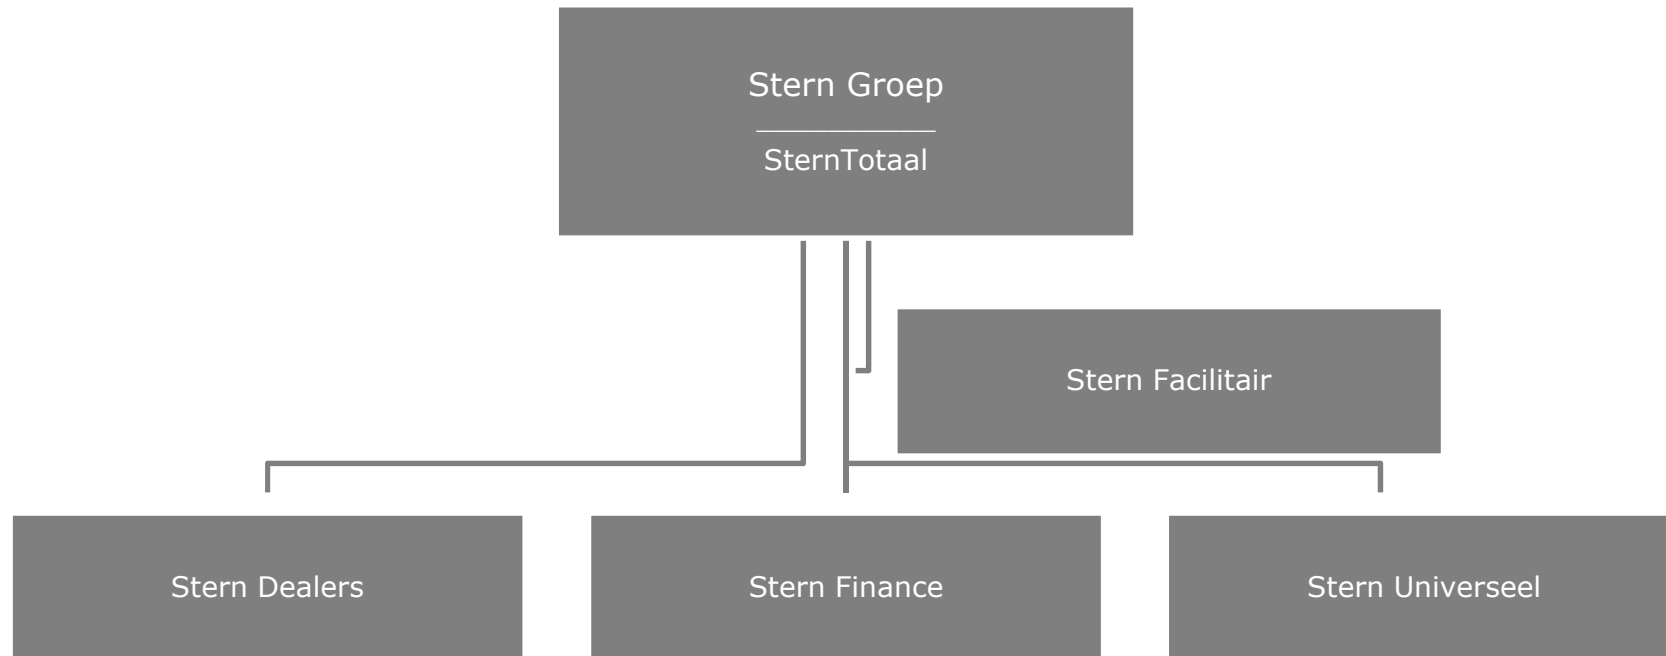 Stern Groep
SternTotaal
Stern Facilitair
Stern Dealers
Stern Finance
Stern Universeel